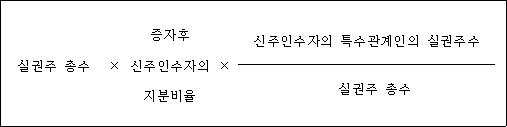 증자후
신주인수자의 특수관계인의 실권주수
실권주 총수 × 신주인수자의 ×
지분비율
실권주 총수